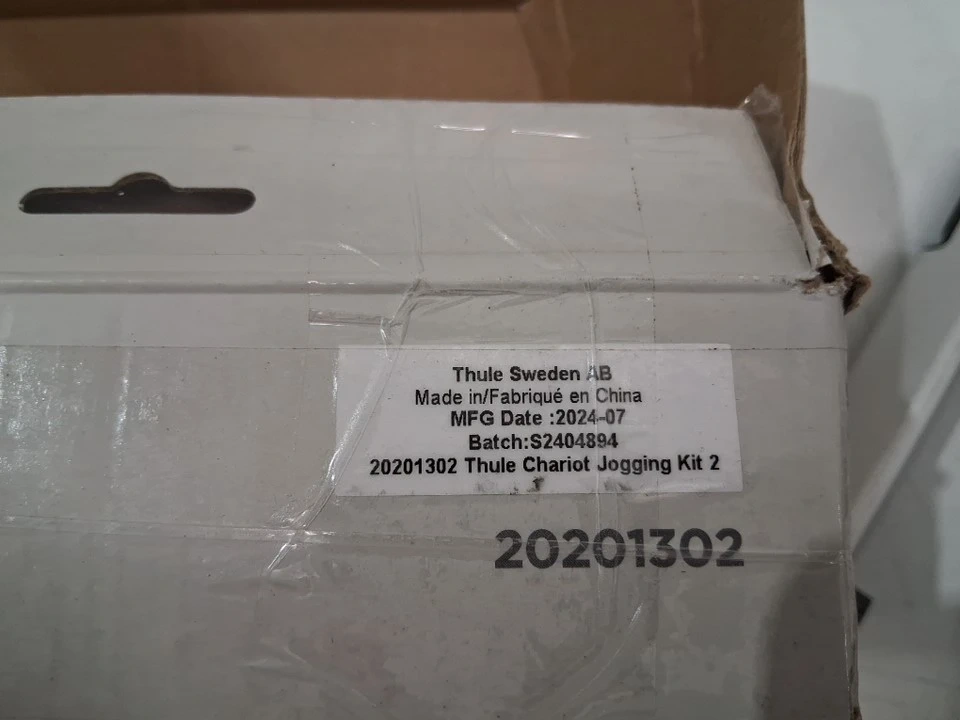 Thule Sweden AB
Made in/Fabriqué en China
MFG Date :2024-07
Batch:S2404894
20201302 Thule Chariot Jogging Kit 2
20201302